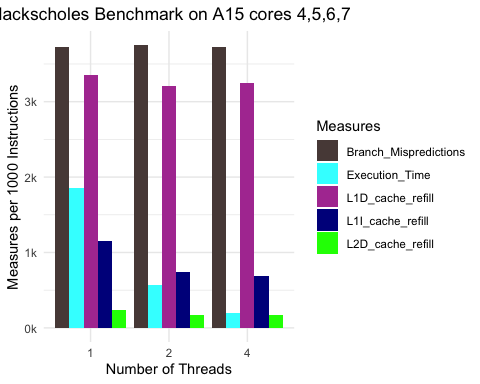 lackscholes Benchmark on A15 cores 4,5,6,7
Measures per 1000 Instructions
3k
2k
1k
0k
1 2 4
Number of Threads
Measures
Branch_Mispredictions
Execution_Time
L1D_cache_refill
L1I_cache_refill
L2D_cache_refill